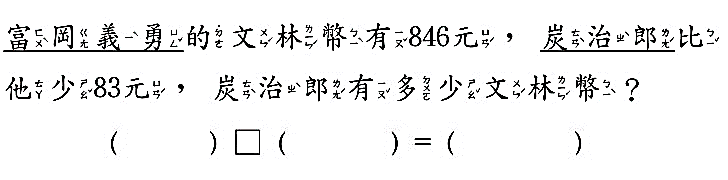 富岡義勇的文林幣有846元，炭治郎比
他少83元，炭治郎有多少文林幣？
(　　　)□(　　　)=(　　　)